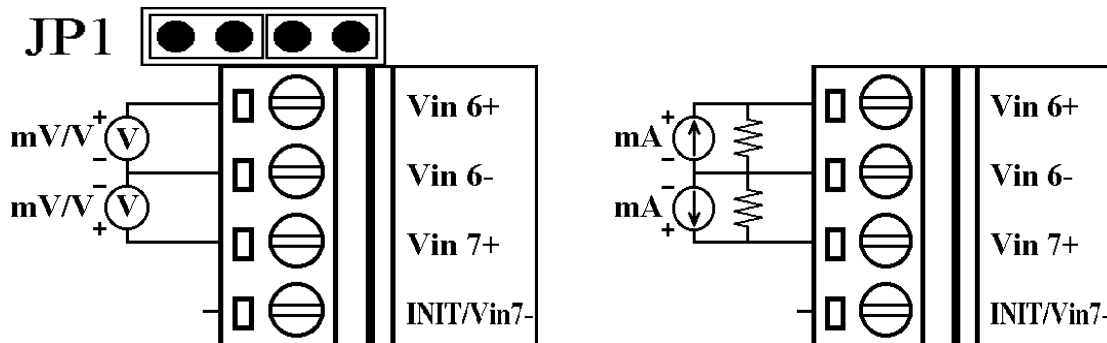 JP1
mV/V
+
V
-
mV/V
-
V
+
Vin 6+
Vin 6-
Vin 7+
INIT/Vin7-
mA
+
-
mA
-
+
Vin 6+
Vin 6-
Vin 7+
INIT/Vin7-